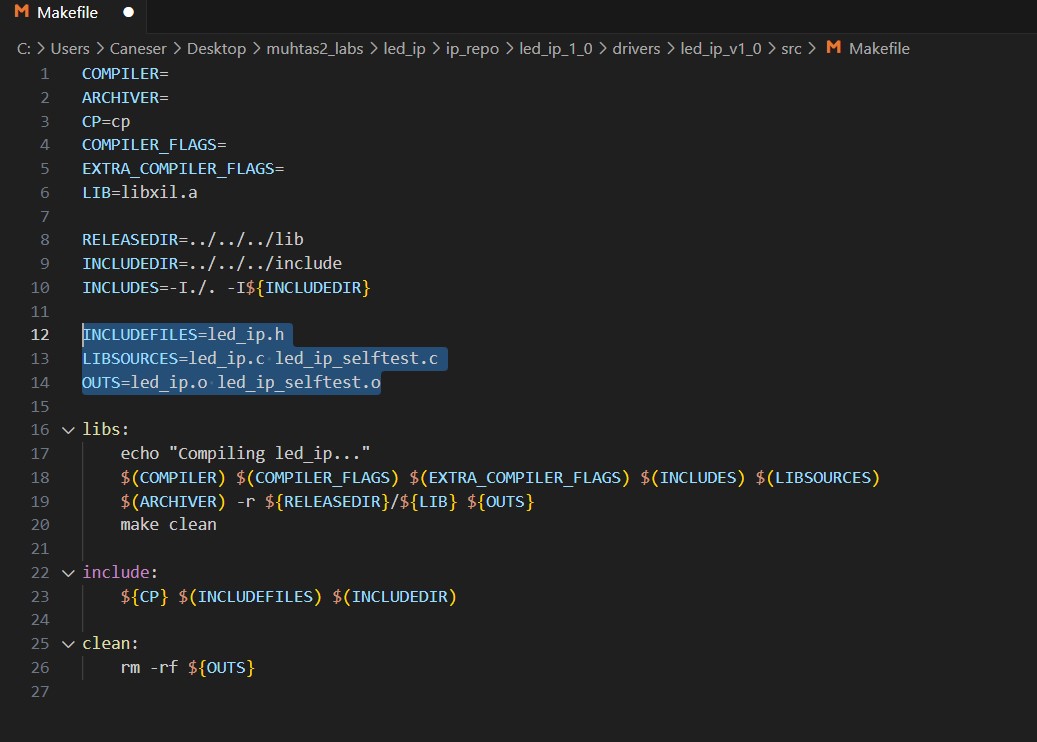 M Makefile ●
C: > Users > Caneser > Desktop > muhtas2_labs > led_ip > ip_repo > led_ip_1_0 > drivers > led_ip_v1_0 > src > M Makefile
1 COMPILER=
2 ARCHIVER=
3 CP=cp
4 COMPILER_FLAGS=
5 EXTRA_COMPILER_FLAGS=
6 LIB=libxil.a
7
8 RELEASEDIR=../../../lib
9 INCLUDEDIR=../../../include
10 INCLUDES=-I./. -I${INCLUDEDIR}
11
12 INCLUDEFILES=led_ip.h
13 LIBSOURCES=led_ip.c led_ip_selftest.c
14 OUTS=led_ip.o led_ip_selftest.o
15
16 libs:
17 echo "Compiling led_ip..."
18 $(COMPILER) $(COMPILER_FLAGS) $(EXTRA_COMPILER_FLAGS) $(INCLUDES) $(LIBSOURCES)
19 $(ARCHIVER) -r ${RELEASEDIR}/${LIB} ${OUTS}
20 make clean
21
22 include:
23 ${CP} $(INCLUDEFILES) $(INCLUDEDIR)
24
25 clean:
26 rm -rf ${OUTS}
27